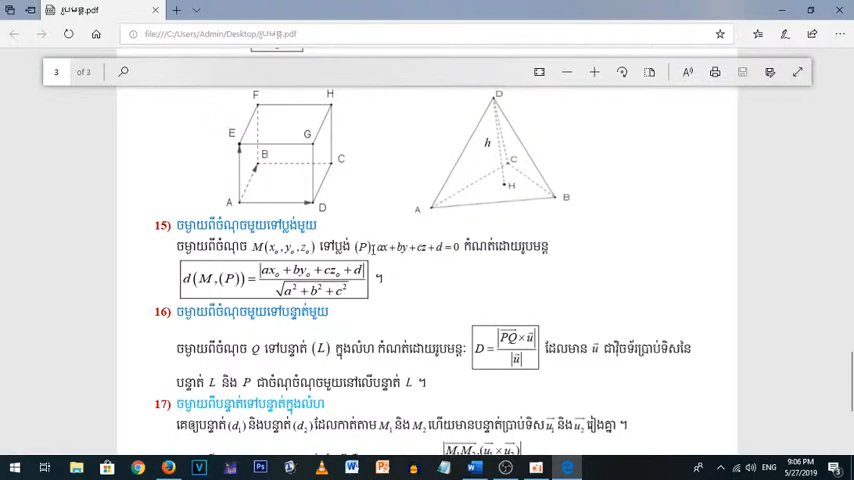 រូបមន្ត.pdf
file:///C:/Users/Admin/Desktop/រូបមន្ត.pdf
3 of 3
F H
E G
B C
A D
D
h
C
H
A B
15) ចម្ងាយពីចំណុចមួយទៅប្លង់មួយ
ចម្ងាយពីចំណុច M(x₀, y₀, z₀) ទៅប្លង់ (P): ax + by + cz + d = 0 កំណត់ដោយរូបមន្ត
d(M,(P)) = |ax₀ + by₀ + cz₀ + d| / √(a² + b² + c²) ។
16) ចម្ងាយពីចំណុចមួយទៅបន្ទាត់មួយ
ចម្ងាយពីចំណុច Q ទៅបន្ទាត់ (L) ក្នុងលំហ កំណត់ដោយរូបមន្តៈ D = |PQ⃗ × u⃗| / |u⃗| ដែលមាន u⃗ ជាវ៉ិចទ័រប្រាប់ទិសនៃ
បន្ទាត់ L និង P ជាចំណុចចំណុចមួយនៅលើបន្ទាត់ L ។
17) ចម្ងាយពីបន្ទាត់ទៅបន្ទាត់ក្នុងលំហ
គេឲ្យបន្ទាត់ (d₁) និងបន្ទាត់ (d₂) ដែលកាត់តាម M₁ និង M₂ ហើយមានបន្ទាត់ប្រាប់ទិស u₁⃗ និង u₂⃗ រៀងគ្នា ។
|M₁M₂⃗.(u₁⃗ × u₂⃗)|
ENG
9:06 PM
5/27/2019